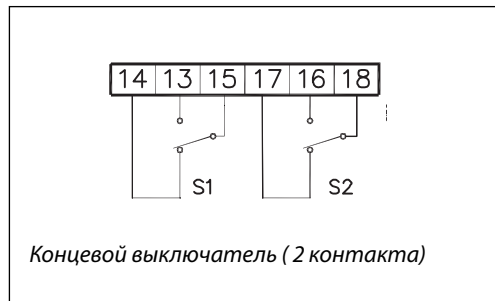 14 13 15 17 16 18
S1 S2
Концевой выключатель ( 2 контакта)